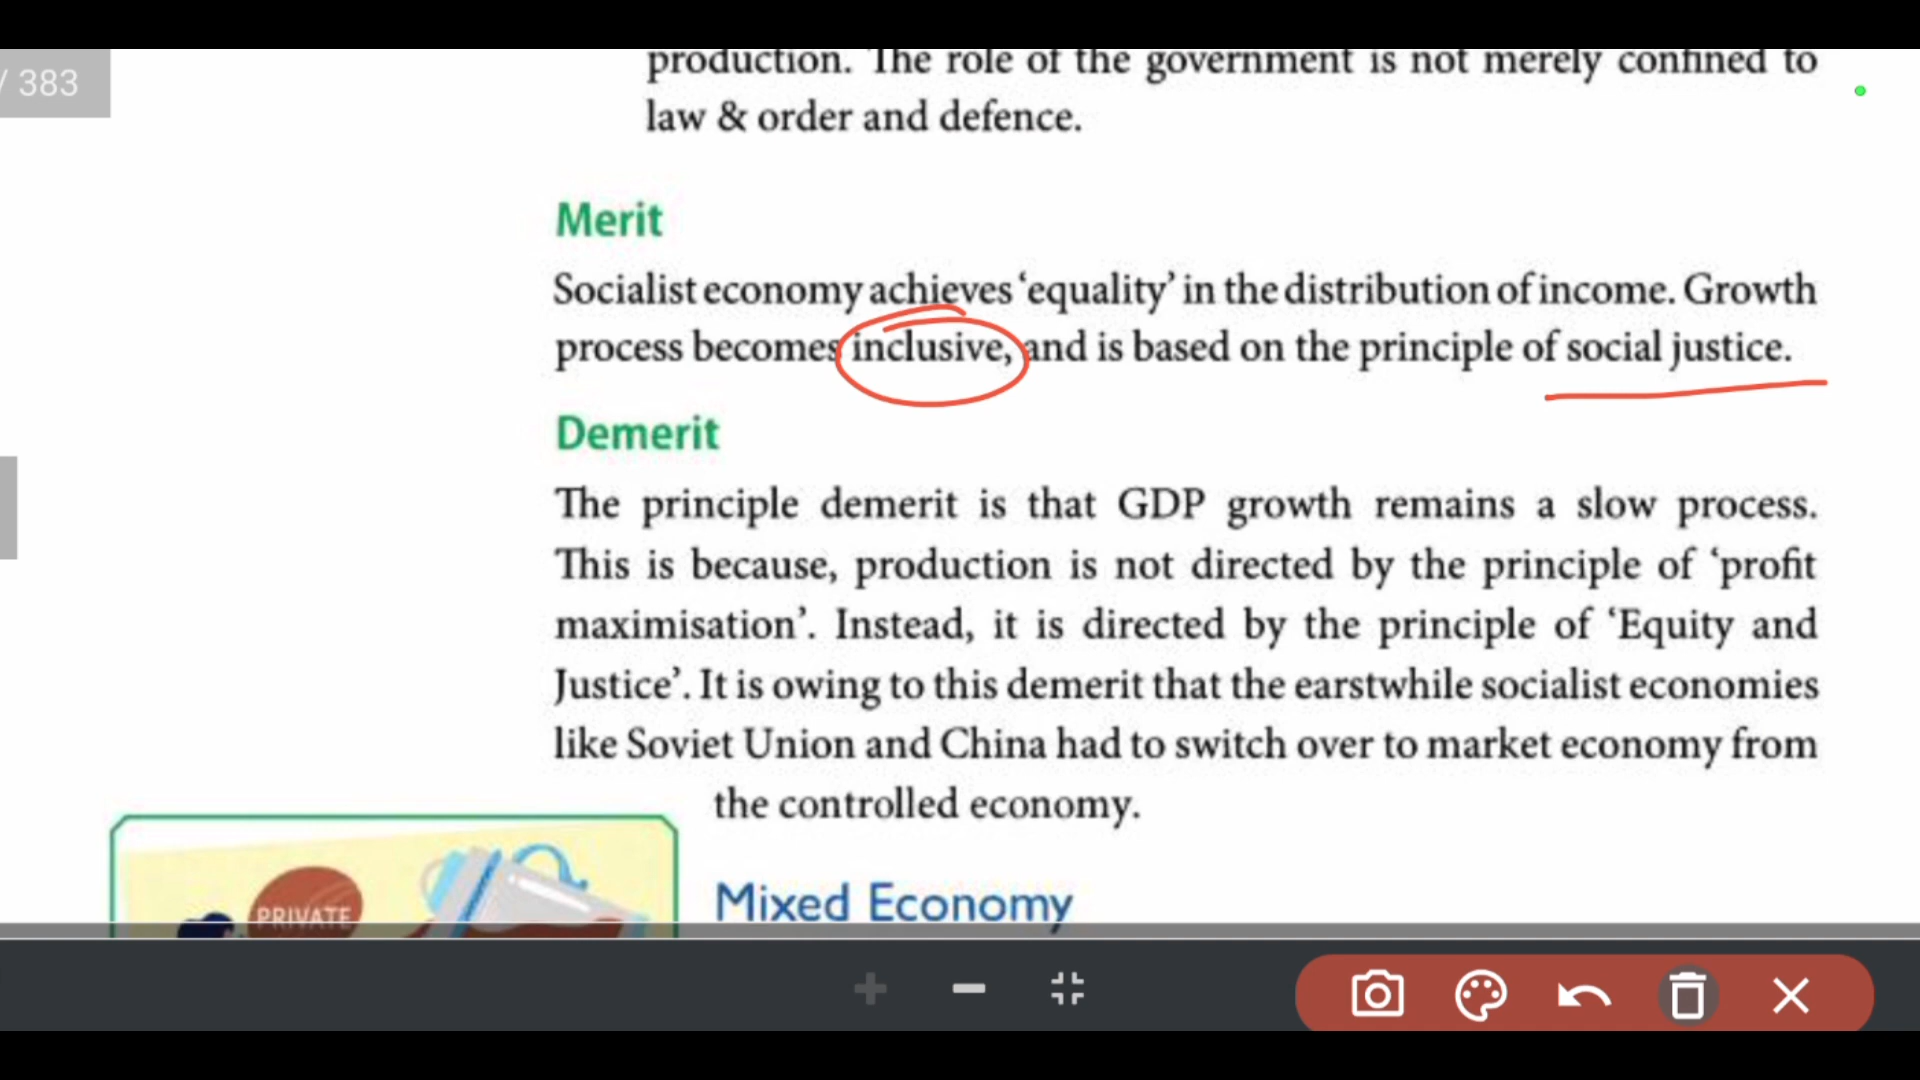 / 383
production. The role of the government is not merely confined to
law & order and defence.
Merit
Socialist economy achieves ‘equality’ in the distribution of income. Growth
process becomes inclusive, and is based on the principle of social justice.
Demerit
The principle demerit is that GDP growth remains a slow process.
This is because, production is not directed by the principle of ‘profit
maximisation’. Instead, it is directed by the principle of ‘Equity and
Justice’. It is owing to this demerit that the earstwhile socialist economies
like Soviet Union and China had to switch over to market economy from
the controlled economy.
Mixed Economy
PRIVATE